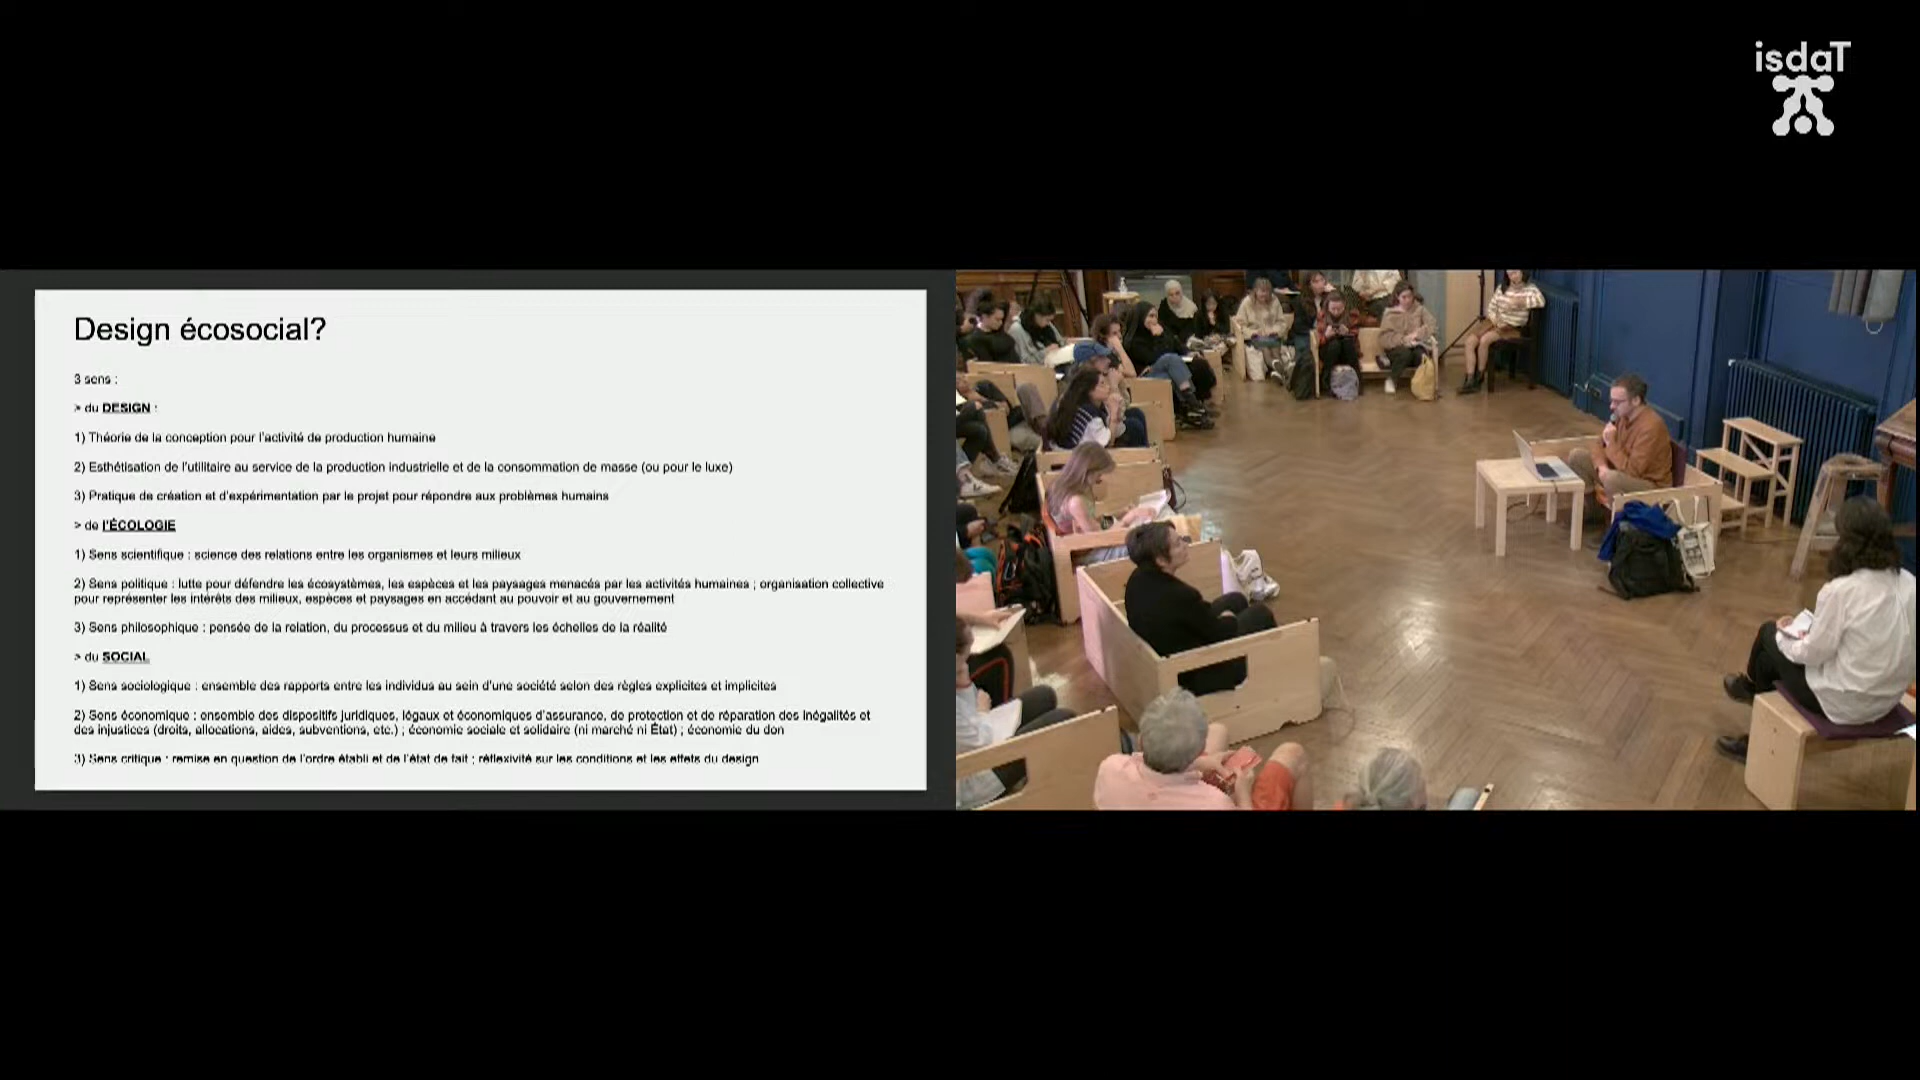 isdaT
Design écosocial?
3 sens :
> du DESIGN :
1) Théorie de la conception pour l'activité de production humaine
2) Esthétisation de l'utilitaire au service de la production industrielle et de la consommation de masse (ou pour le luxe)
3) Pratique de création et d'expérimentation par le projet pour répondre aux problèmes humains
> de l'ÉCOLOGIE
1) Sens scientifique : science des relations entre les organismes et leurs milieux
2) Sens politique : lutte pour défendre les écosystèmes, les espèces et les paysages menacés par les activités humaines ; organisation collective
pour représenter les intérêts des milieux, espèces et paysages en accédant au pouvoir et au gouvernement
3) Sens philosophique : pensée de la relation, du processus et du milieu à travers les échelles de la réalité
> du SOCIAL
1) Sens sociologique : ensemble des rapports entre les individus au sein d'une société selon des règles explicites et implicites
2) Sens économique : ensemble des dispositifs juridiques, légaux et économiques d'assurance, de protection et de réparation des inégalités et
des injustices (droits, allocations, aides, subventions, etc.) ; économie sociale et solidaire (ni marché ni État) ; économie du don
3) Sens critique : remise en question de l'ordre établi et de l'état de fait ; réflexivité sur les conditions et les effets du design